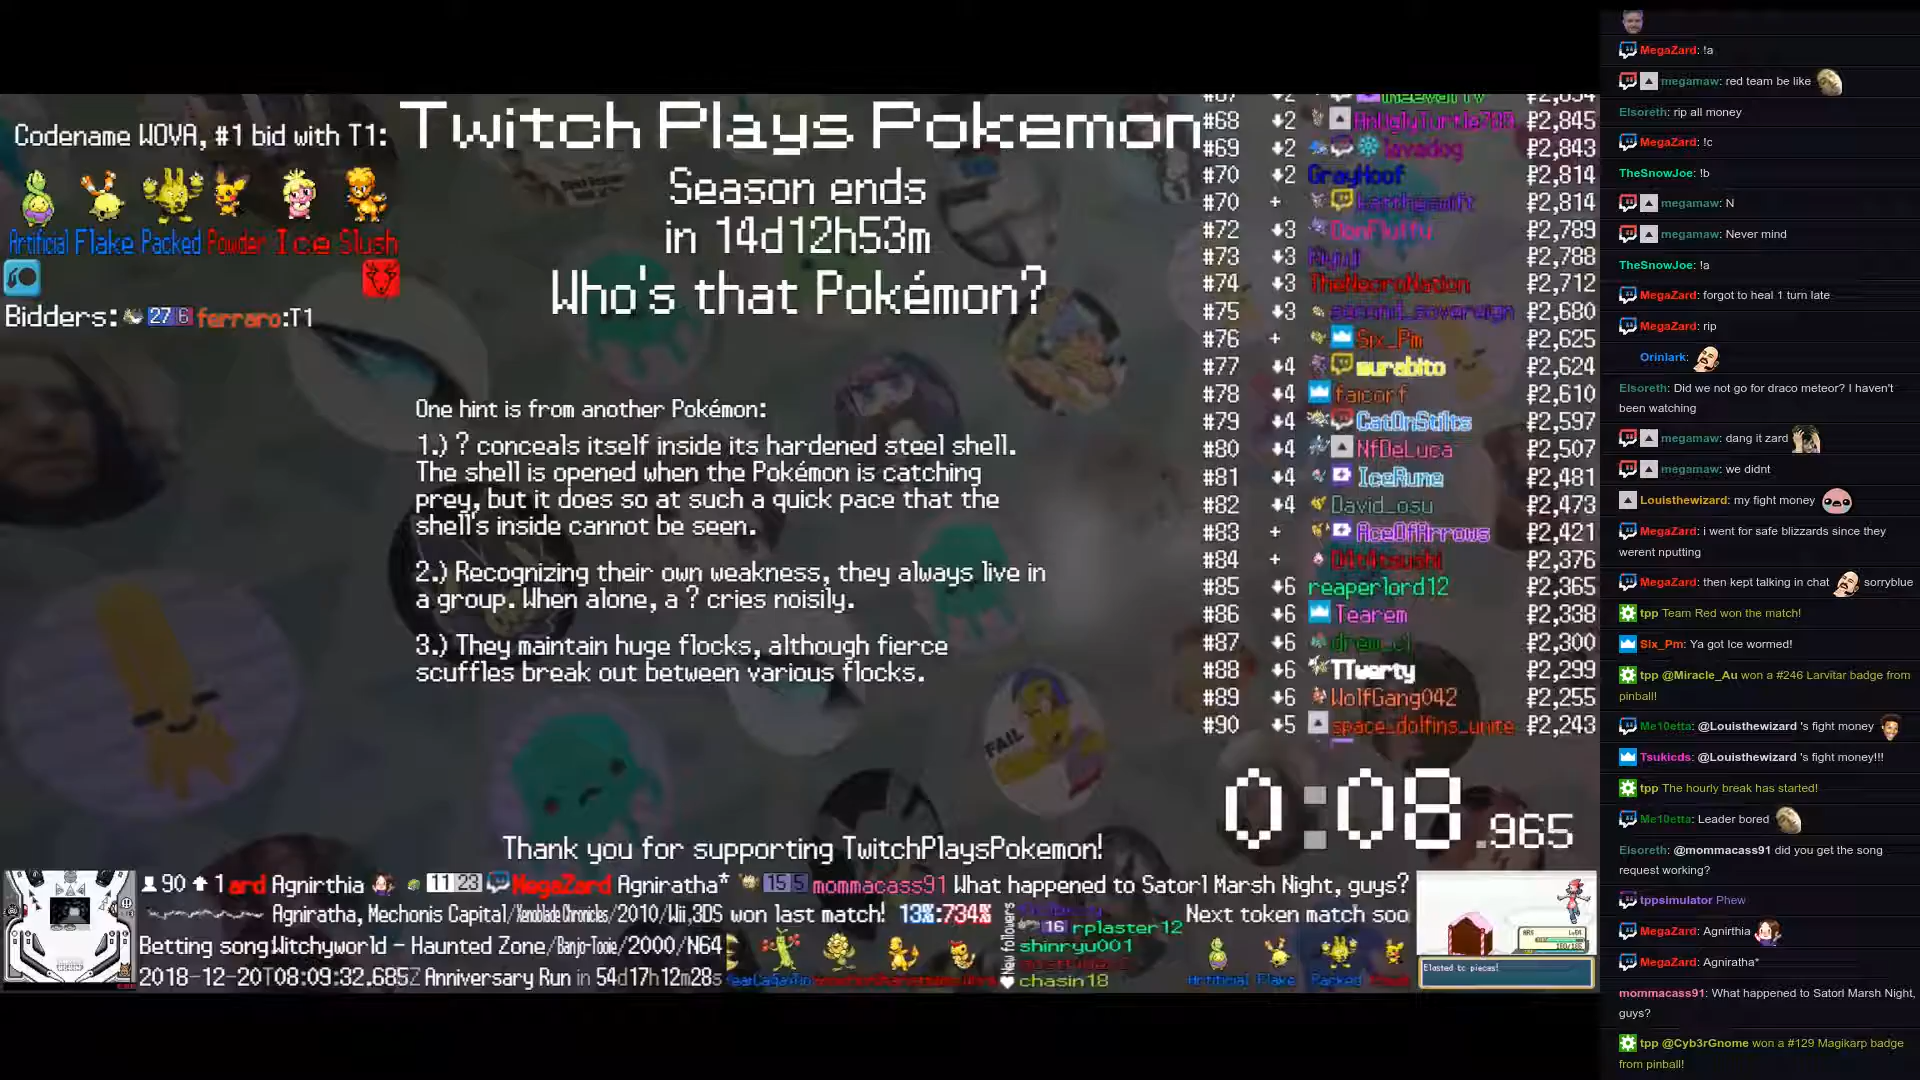 Codename WOVA, #1 bid with T1:
Artificial Flake Packed Powder Ice Slush
Bidders: 27 6 ferraro:T1
Twitch Plays Pokemon
Season ends
in 14d12h53m
Who's that Pokémon?
One hint is from another Pokémon:
1.) ? conceals itself inside its hardened steel shell.
The shell is opened when the Pokémon is catching
prey, but it does so at such a quick pace that the
shell's inside cannot be seen.
2.) Recognizing their own weakness, they always live in
a group. When alone, a ? cries noisily.
3.) They maintain huge flocks, although fierce
scuffles break out between various flocks.
Thank you for supporting TwitchPlaysPokemon!
#68 2 AnUglyTurtle788 ₽2,845
#69 2 lavadog ₽2,843
#70 2 GrayHoof ₽2,814
#70 + ₽2,814
#72 3 DonFluffy ₽2,789
#73 3 ₽2,788
#74 3 TheNecroNation ₽2,712
#75 3 second_sovereign ₽2,680
#76 + Six_Pm ₽2,625
#77 4 murabito ₽2,624
#78 4 faicorf ₽2,610
#79 4 CatOnStilts ₽2,597
#80 4 NfDeLuca ₽2,507
#81 4 IceRune ₽2,481
#82 4 David_osu ₽2,473
#83 + AceOfArrows ₽2,421
#84 + ₽2,376
#85 6 reaperlord12 ₽2,365
#86 6 Tearem ₽2,338
#87 6 drew_cl ₽2,300
#88 6 TTwerty ₽2,299
#89 6 WolfGang042 ₽2,255
#90 5 space_dolfins_unite ₽2,243
0:08.965
90 1 ard Agnirthia 11 23 MegaZard Agniratha* 15 5 mommacass91 What happened to Satorl Marsh Night, guys?
Agniratha, Mechonis Capital/Xenoblade Chronicles/2010/Wii,3DS won last match! 13%:734%
Next token match soo
Betting song Witchyworld - Haunted Zone/Banjo-Tooie/2000/N64
2018-12-20T08:09:32.685Z Anniversary Run in 54d17h12m28s
New followers
16 rplaster12
shinryu001
chasin18
Artificial Flake Packed
Blasted to pieces!
MegaZard: !a
megamaw: red team be like
Elsoreth: rip all money
MegaZard: !c
TheSnowJoe: !b
megamaw: N
megamaw: Never mind
TheSnowJoe: !a
MegaZard: forgot to heal 1 turn late
MegaZard: rip
Orinlark:
Elsoreth: Did we not go for draco meteor? I haven't
been watching
megamaw: dang it zard
megamaw: we didnt
Louisthewizard: my fight money
MegaZard: i went for safe blizzards since they
werent nputting
MegaZard: then kept talking in chat sorryblue
tpp Team Red won the match!
Six_Pm: Ya got Ice wormed!
tpp @Miracle_Au won a #246 Larvitar badge from
pinball!
Me10etta: @Louisthewizard 's fight money
Tsukicds: @Louisthewizard 's fight money!!!
tpp The hourly break has started!
Me10etta: Leader bored
Elsoreth: @mommacass91 did you get the song
request working?
tppsimulator Phew
MegaZard: Agnirthia
MegaZard: Agniratha*
mommacass91: What happened to Satorl Marsh Night,
guys?
tpp @Cyb3rGnome won a #129 Magikarp badge
from pinball!